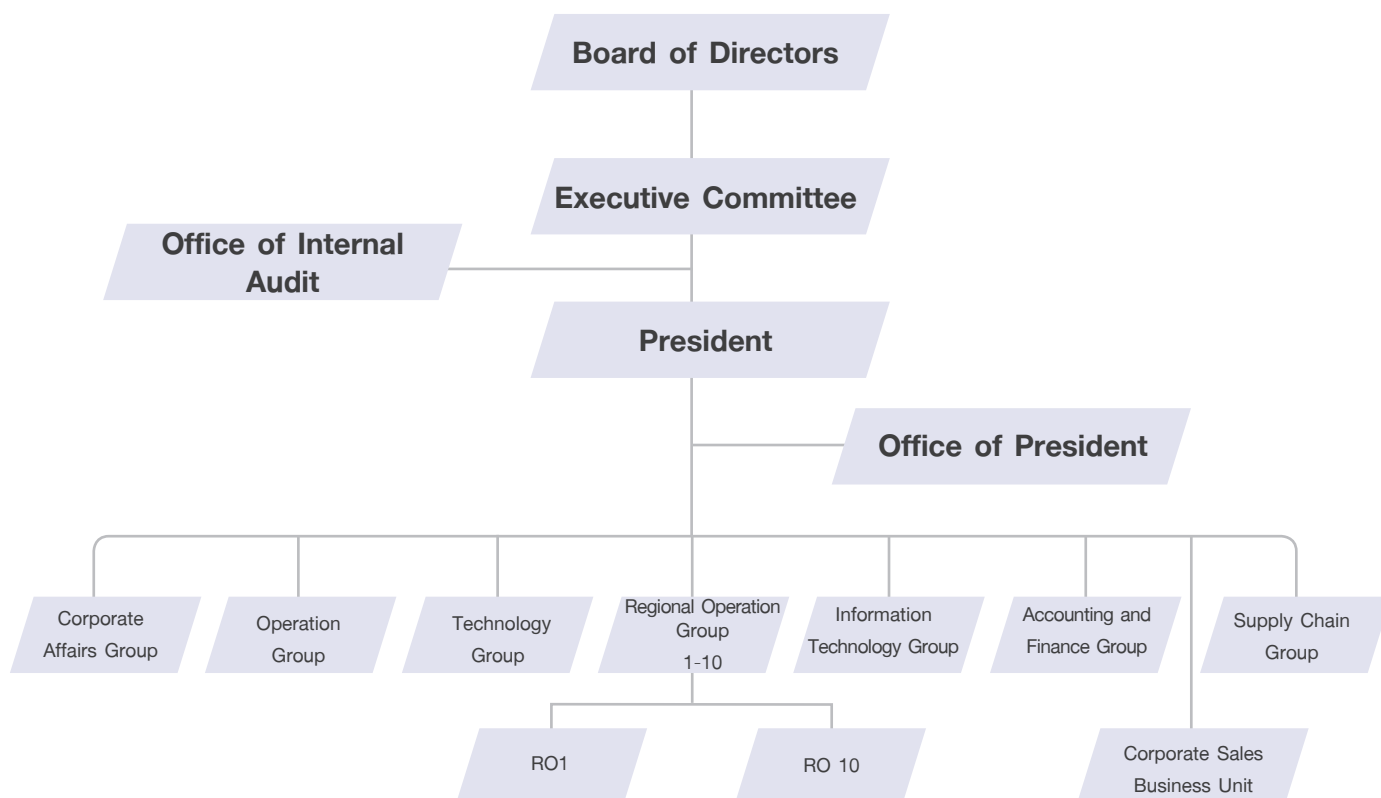 Board of Directors
Executive Committee
Office of Internal
Audit
President
Office of President
Corporate
Affairs Group
Operation
Group
Technology
Group
Regional Operation
Group
1-10
Information
Technology Group
Accounting and
Finance Group
Supply Chain
Group
RO1
RO 10
Corporate Sales
Business Unit